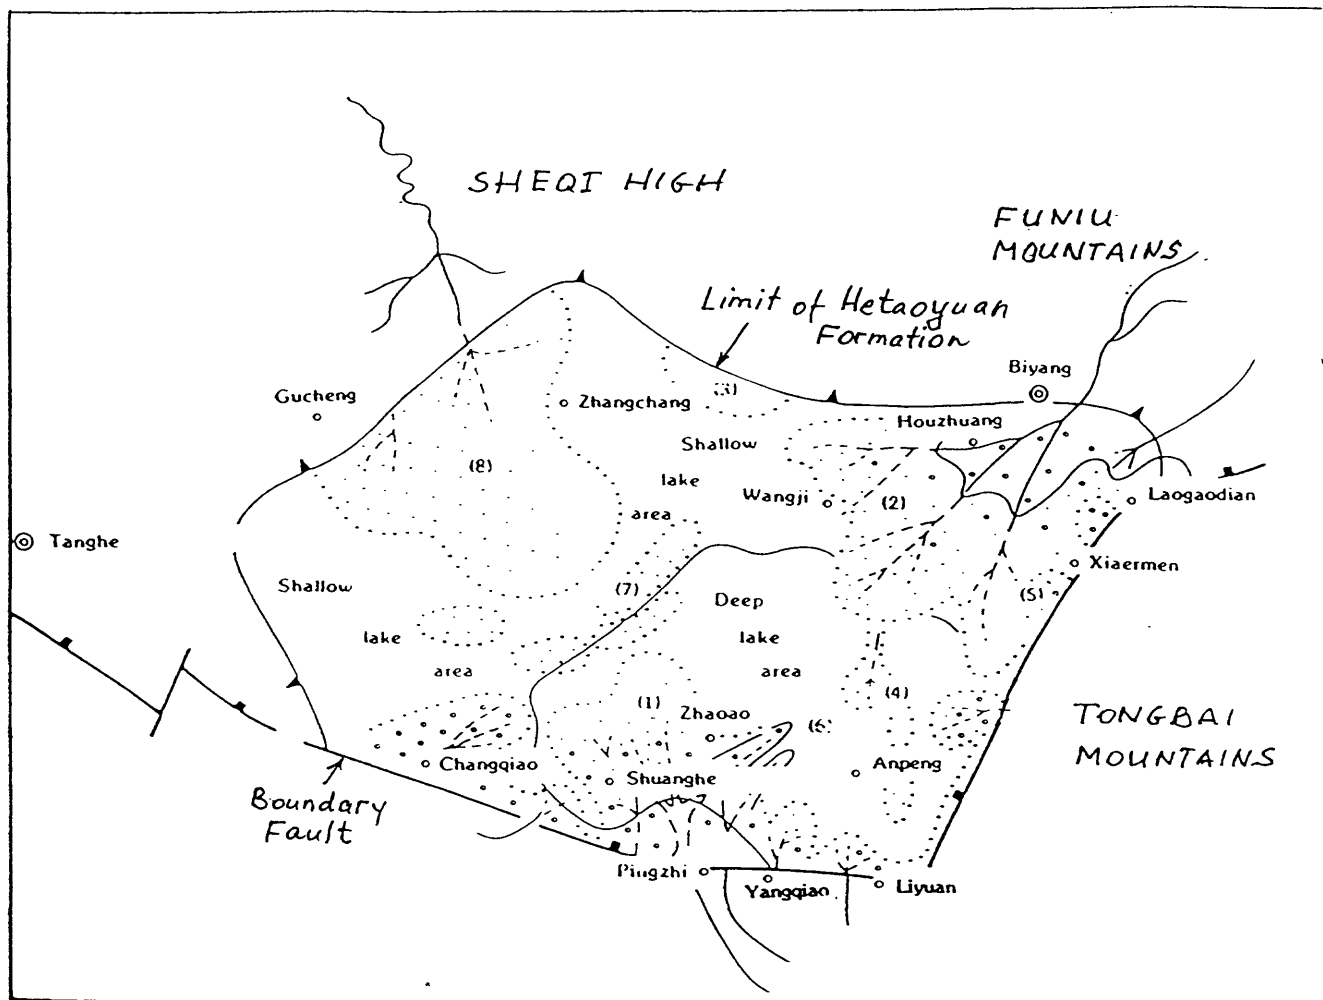 SHEQI HIGH
FUNIU
MOUNTAINS
Limit of Hetaoyuan
Formation
Biyang
Gucheng
Zhangchang
(3)
Houzhuang
Shallow
lake
area
(8)
Wangji
(2)
Laogaodian
Tanghe
Xiaermen
Shallow
lake
area
(7)
Deep
lake
area
(5)
(1)
Zhaoao
(6)
(4)
TONGBAI
MOUNTAINS
Changqiao
Shuanghe
Anpeng
Boundary
Fault
Pingzhi
Yangqiao
Liyuan